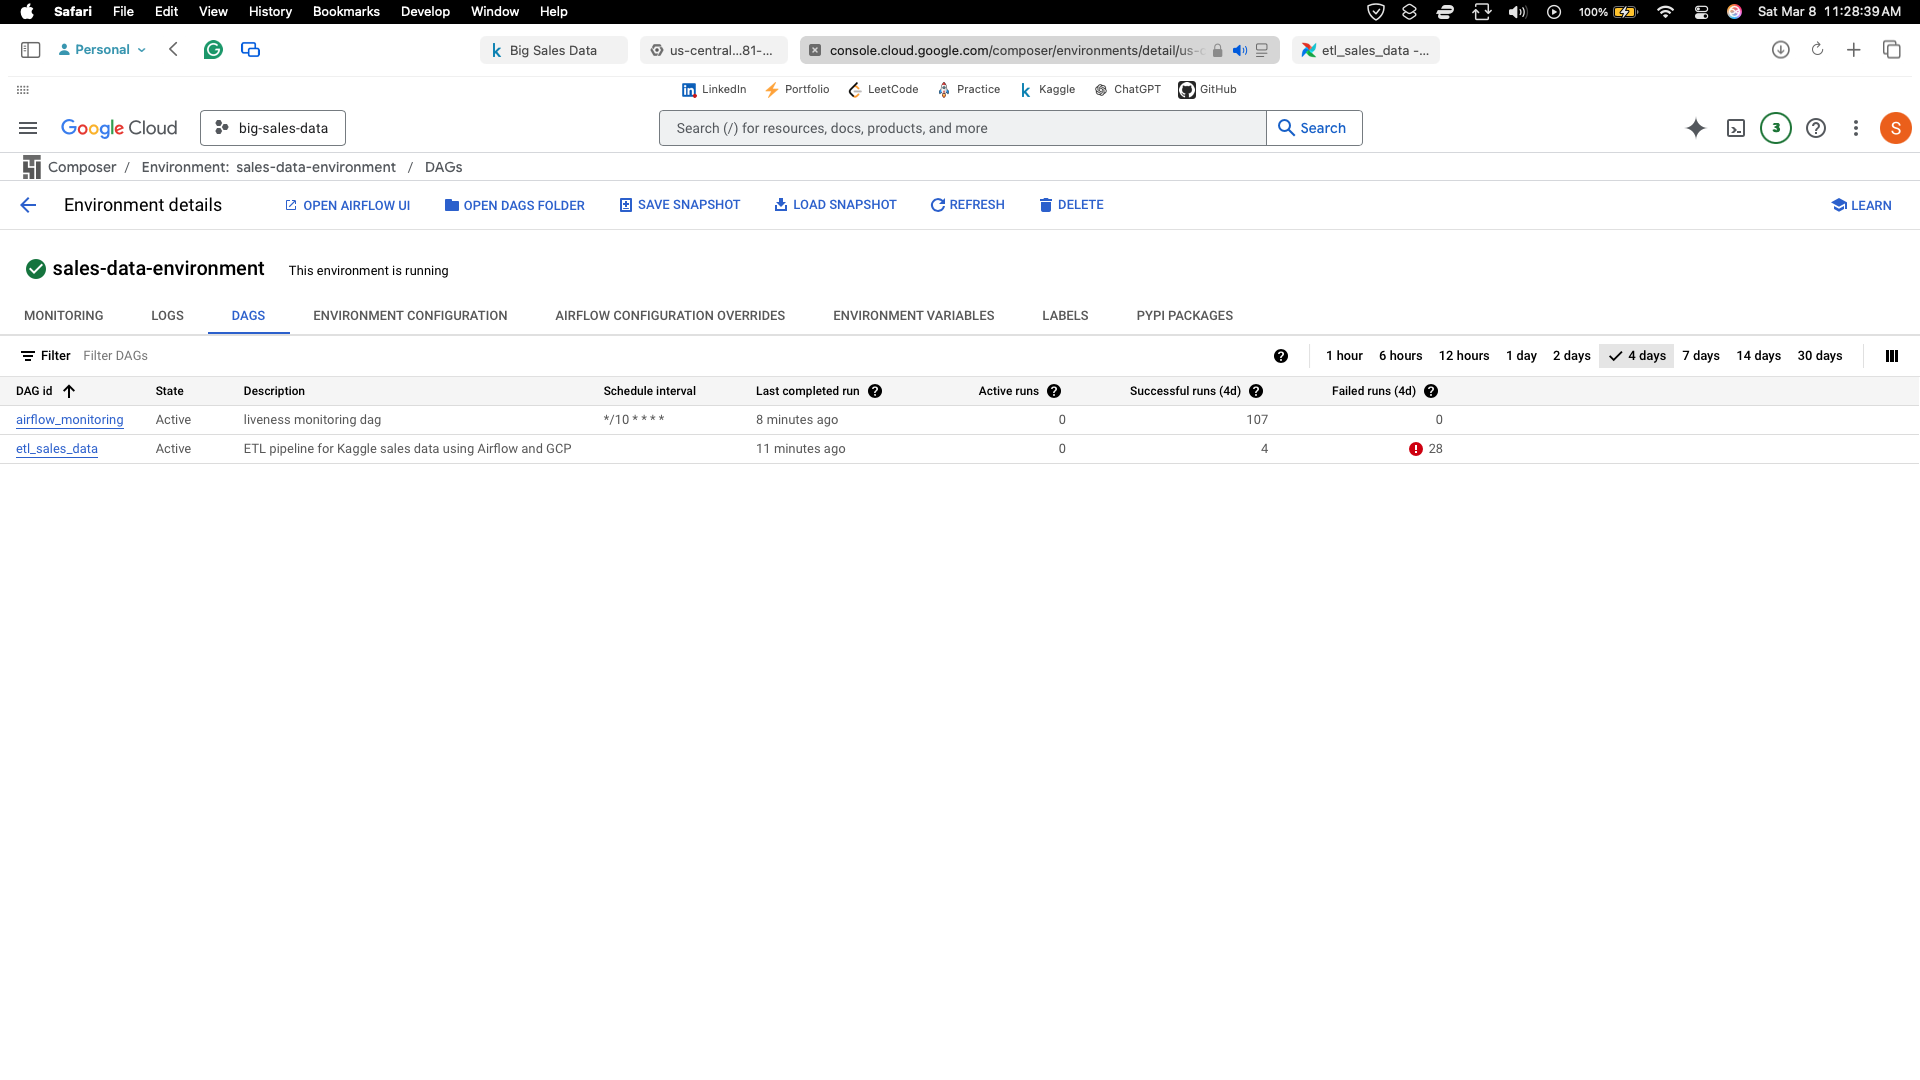 Safari File Edit View History Bookmarks Develop Window Help 100% Sat Mar 8 11:28:39 AM
Personal Big Sales Data us-central...81-... console.cloud.google.com/composer/environments/detail/us-c etl_sales_data -...
LinkedIn Portfolio LeetCode Practice Kaggle ChatGPT GitHub
Google Cloud big-sales-data Search (/) for resources, docs, products, and more Search 3 S
Composer / Environment: sales-data-environment / DAGs
Environment details OPEN AIRFLOW UI OPEN DAGS FOLDER SAVE SNAPSHOT LOAD SNAPSHOT REFRESH DELETE LEARN
sales-data-environment This environment is running
MONITORING LOGS DAGS ENVIRONMENT CONFIGURATION AIRFLOW CONFIGURATION OVERRIDES ENVIRONMENT VARIABLES LABELS PYPI PACKAGES
Filter Filter DAGs 1 hour 6 hours 12 hours 1 day 2 days 4 days 7 days 14 days 30 days
DAG id State Description Schedule interval Last completed run Active runs Successful runs (4d) Failed runs (4d)
airflow_monitoring Active liveness monitoring dag */10 * * * * 8 minutes ago 0 107 0
etl_sales_data Active ETL pipeline for Kaggle sales data using Airflow and GCP 11 minutes ago 0 4 28